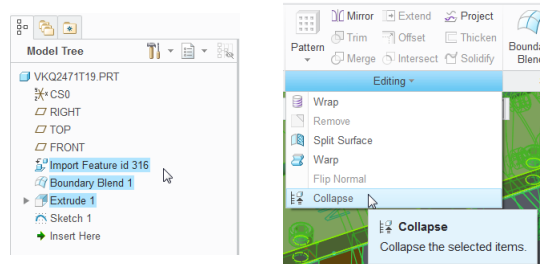 Model Tree
VKQ2471T19.PRT
CS0
RIGHT
TOP
FRONT
Import Feature id 316
Boundary Blend 1
Extrude 1
Sketch 1
Insert Here
Pattern
Mirror
Extend
Project
Trim
Offset
Thicken
Merge
Intersect
Solidify
Bounda
Blend
Editing
Wrap
Remove
Split Surface
Warp
Flip Normal
Collapse
Collapse
Collapse the selected items.